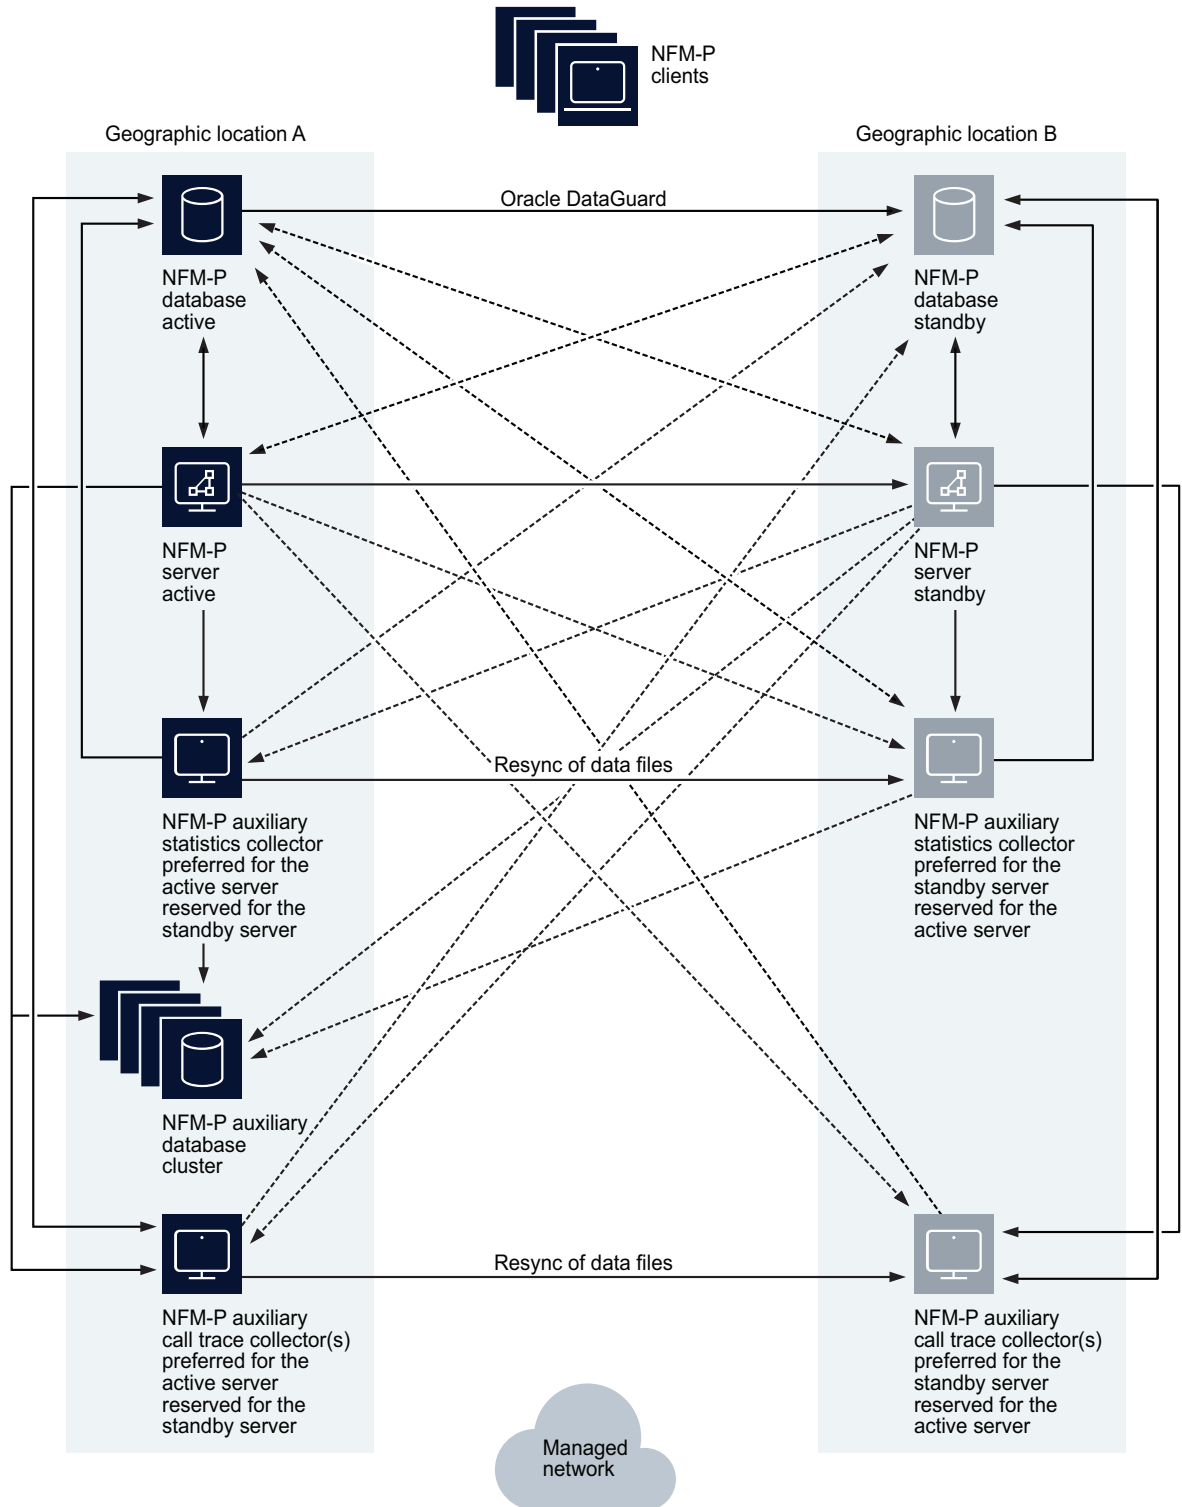 NFM-P
clients
Geographic location A
Geographic location B
Oracle DataGuard
NFM-P
database
active
NFM-P
database
standby
NFM-P
server
active
NFM-P
server
standby
Resync of data files
NFM-P auxiliary
statistics collector
preferred for the
active server
reserved for the
standby server
NFM-P auxiliary
statistics collector
preferred for the
standby server
reserved for the
active server
NFM-P auxiliary
database
cluster
Resync of data files
NFM-P auxiliary
call trace collector(s)
preferred for the
active server
reserved for the
standby server
NFM-P auxiliary
call trace collector(s)
preferred for the
standby server
reserved for the
active server
Managed
network